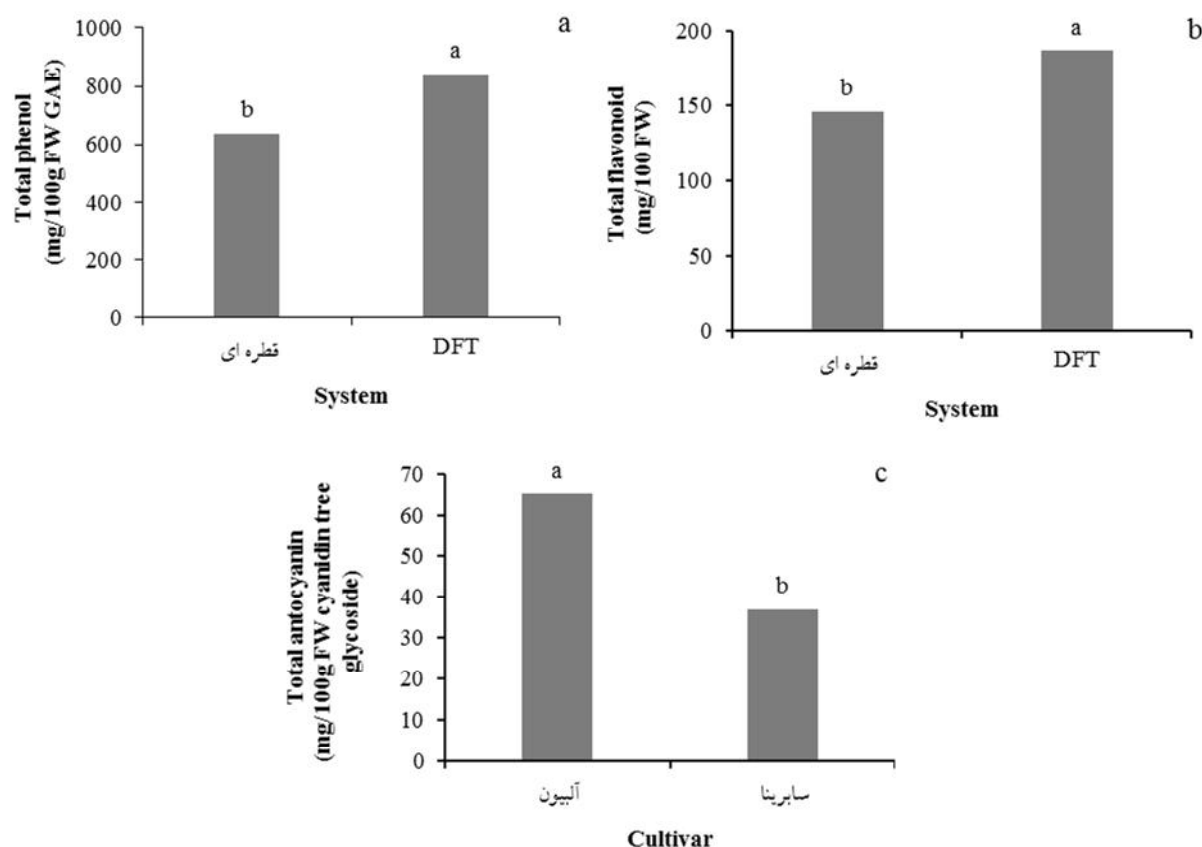 a
Total phenol
(mg/100g FW GAE)
1000
800
600
400
200
0
b
a
قطره ای
DFT
System
b
Total flavonoid
(mg/100 FW)
200
150
100
50
0
b
a
قطره ای
DFT
System
c
Total antocyanin
(mg/100g FW cyanidin tree
glycoside)
70
60
50
40
30
20
10
0
a
b
آلبیون
سابرینا
Cultivar